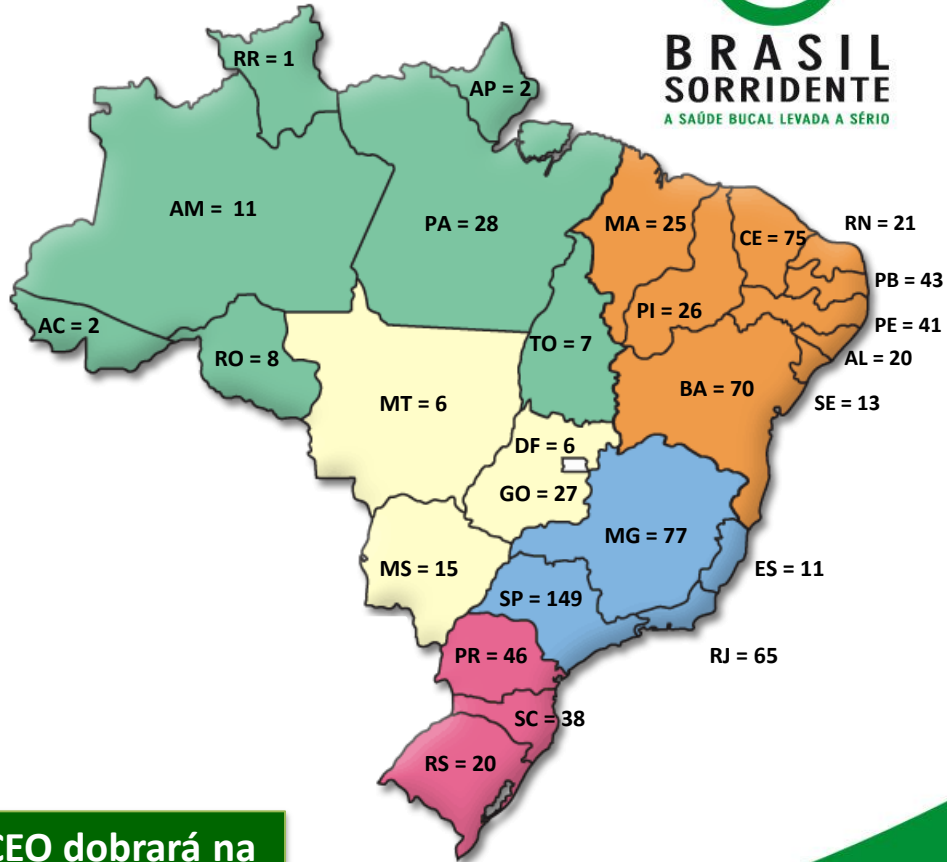 BRASIL
SORRIDENTE
A SAÚDE BUCAL LEVADA A SÉRIO
RR = 1
AP = 2
AM = 11
PA = 28
MA = 25
CE = 75
RN = 21
PB = 43
PI = 26
PE = 41
AC = 2
RO = 8
TO = 7
AL = 20
BA = 70
SE = 13
MT = 6
DF = 6
GO = 27
MG = 77
MS = 15
ES = 11
SP = 149
PR = 46
RJ = 65
SC = 38
RS = 20
CEO dobrará na